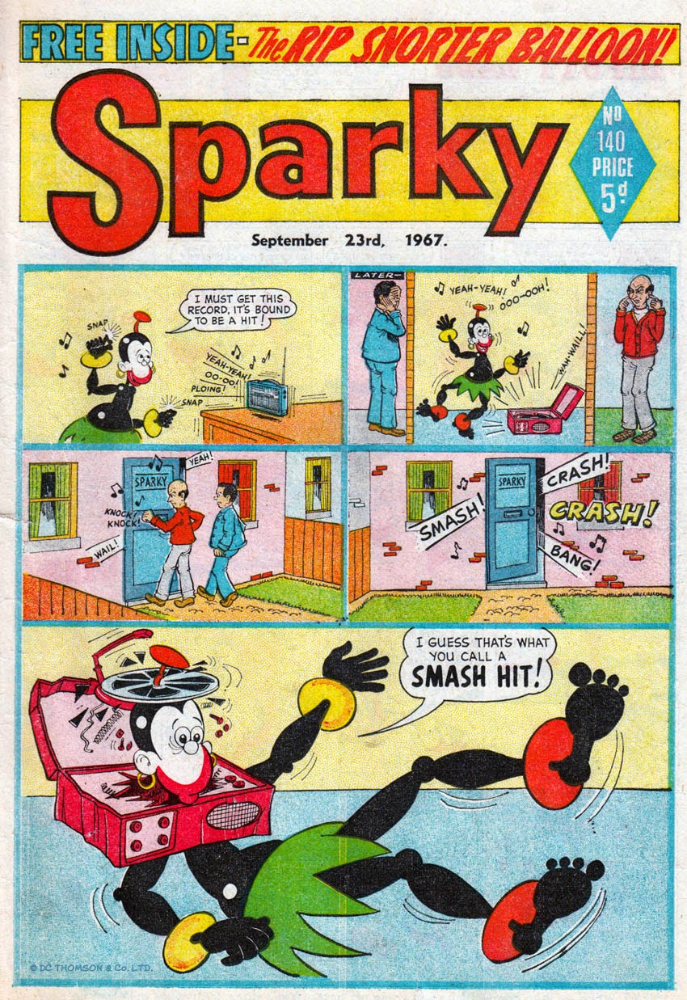 FREE INSIDE - The RIP SNORTER BALLOON!
Sparky
No
140
PRICE
5d.
September 23rd, 1967.
I MUST GET THIS
RECORD, IT'S BOUND
TO BE A HIT!
SNAP
YEAH-YEAH!
OO-OO!
PLOING!
SNAP
LATER—
YEAH-YEAH!
OOO-OOH!
WAH-WAILL!
YEAH!
SPARKY
KNOCK!
KNOCK!
WAIL!
SPARKY
CRASH!
SMASH!
CRASH!
BANG!
I GUESS THAT'S WHAT
YOU CALL A
SMASH HIT!
© DC THOMSON & Co. LTD.